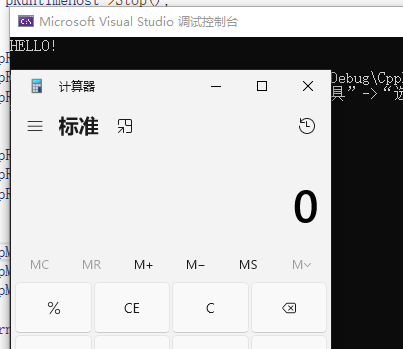 pRuntimeHost->Stop();
Microsoft Visual Studio 调试控制台
HELLO!
计算器
Debug\Cpp
具”->“选
标准
0
MC MR M+ M− MS M
% CE C